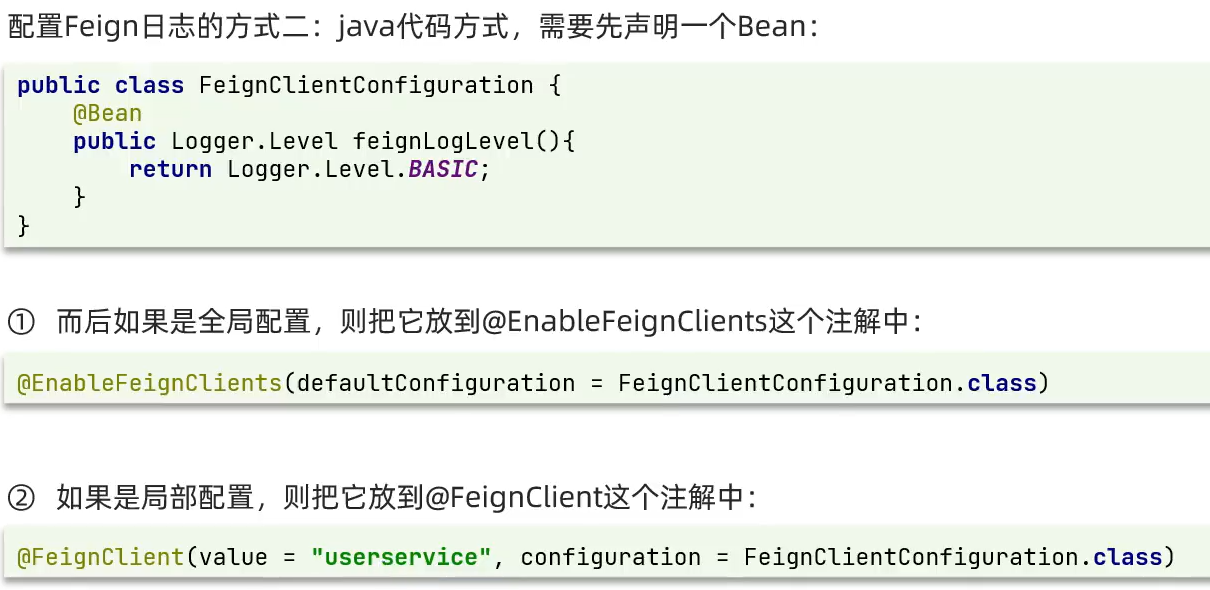 配置Feign日志的方式二：java代码方式，需要先声明一个Bean：
public class FeignClientConfiguration {
    @Bean
    public Logger.Level feignLogLevel(){
        return Logger.Level.BASIC;
    }
}
① 而后如果是全局配置，则把它放到@EnableFeignClients这个注解中：
@EnableFeignClients(defaultConfiguration = FeignClientConfiguration.class)
② 如果是局部配置，则把它放到@FeignClient这个注解中：
@FeignClient(value = "userservice", configuration = FeignClientConfiguration.class)